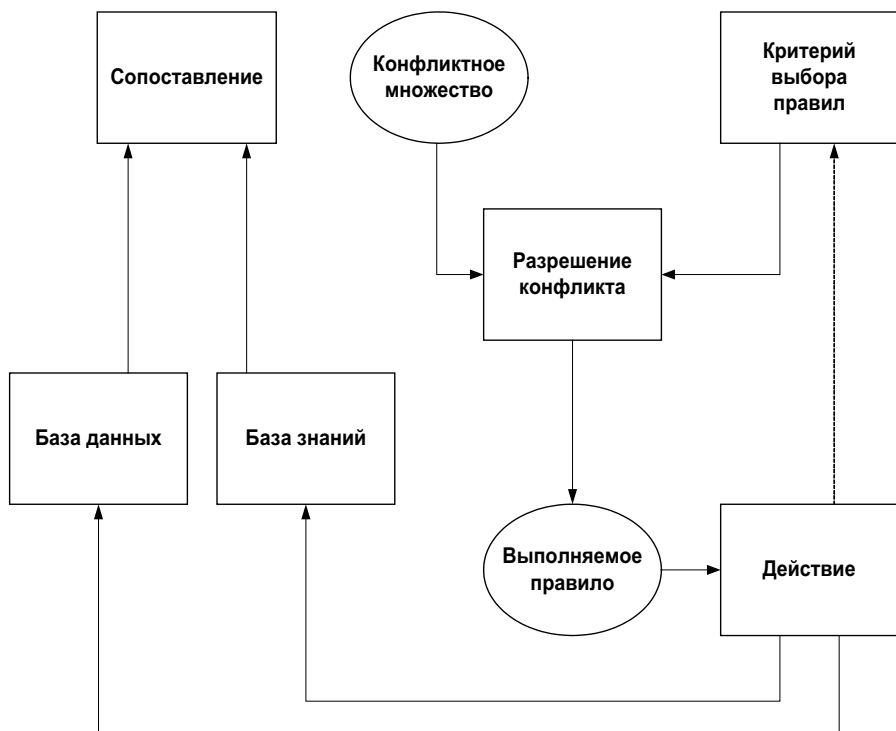 Сопоставление
Конфликтное
множество
Критерий
выбора
правил
Разрешение
конфликта
База данных
База знаний
Выполняемое
правило
Действие